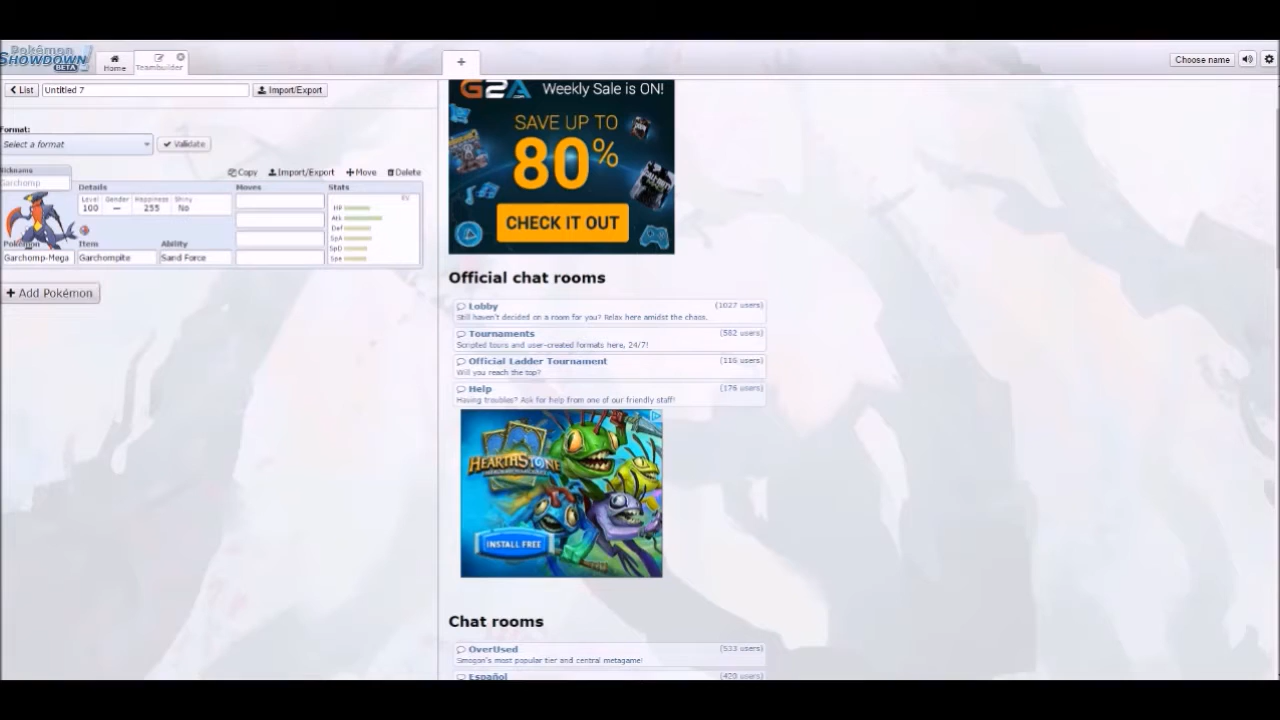 Pokémon
SHOWDOWN
BETA
Home
Teambuilder
+
Choose name
List
Untitled 7
Import/Export
Format:
Select a format
Validate
Copy
Import/Export
Move
Delete
Nickname
Garchomp
Details
Moves
Stats
Level
Gender
Happiness
Shiny
EV
100
—
255
No
HP
Atk
Def
SpA
SpD
Spe
Pokémon
Item
Ability
Garchomp-Mega
Garchompite
Sand Force
+ Add Pokémon
G2A Weekly Sale is ON!
SAVE UP TO
80%
CHECK IT OUT
Official chat rooms
Lobby (1027 users)
Still haven't decided on a room for you? Relax here amidst the chaos.
Tournaments (582 users)
Scripted tours and user-created formats here, 24/7!
Official Ladder Tournament (116 users)
Will you reach the top?
Help (176 users)
Having troubles? Ask for help from one of our friendly staff!
HEARTHSTONE
INSTALL FREE
Chat rooms
OverUsed (533 users)
Smogon's most popular tier and central metagame!
Español (420 users)